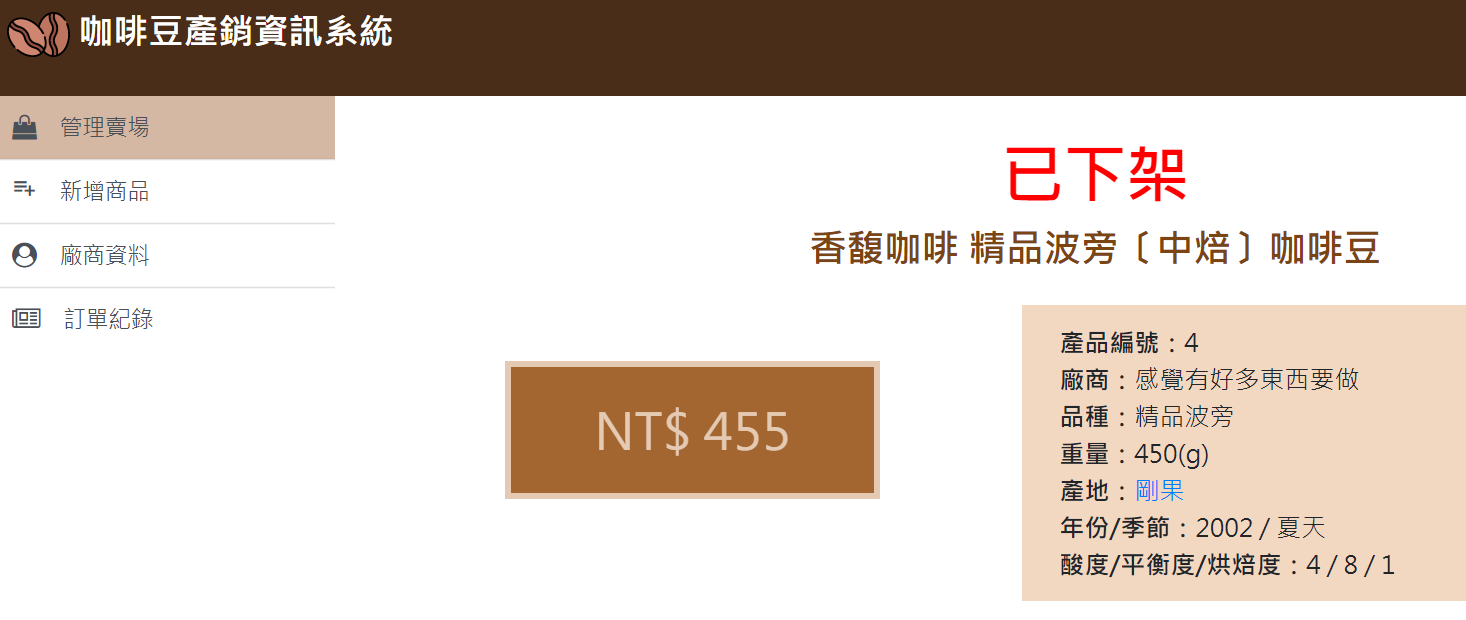 咖啡豆產銷資訊系統
管理賣場
新增商品
廠商資料
訂單紀錄
已下架
香馥咖啡 精品波旁〔中焙〕咖啡豆
NT$ 455
產品編號：4
廠商：感覺有好多東西要做
品種：精品波旁
重量：450(g)
產地：剛果
年份/季節：2002 / 夏天
酸度/平衡度/烘焙度：4 / 8 / 1